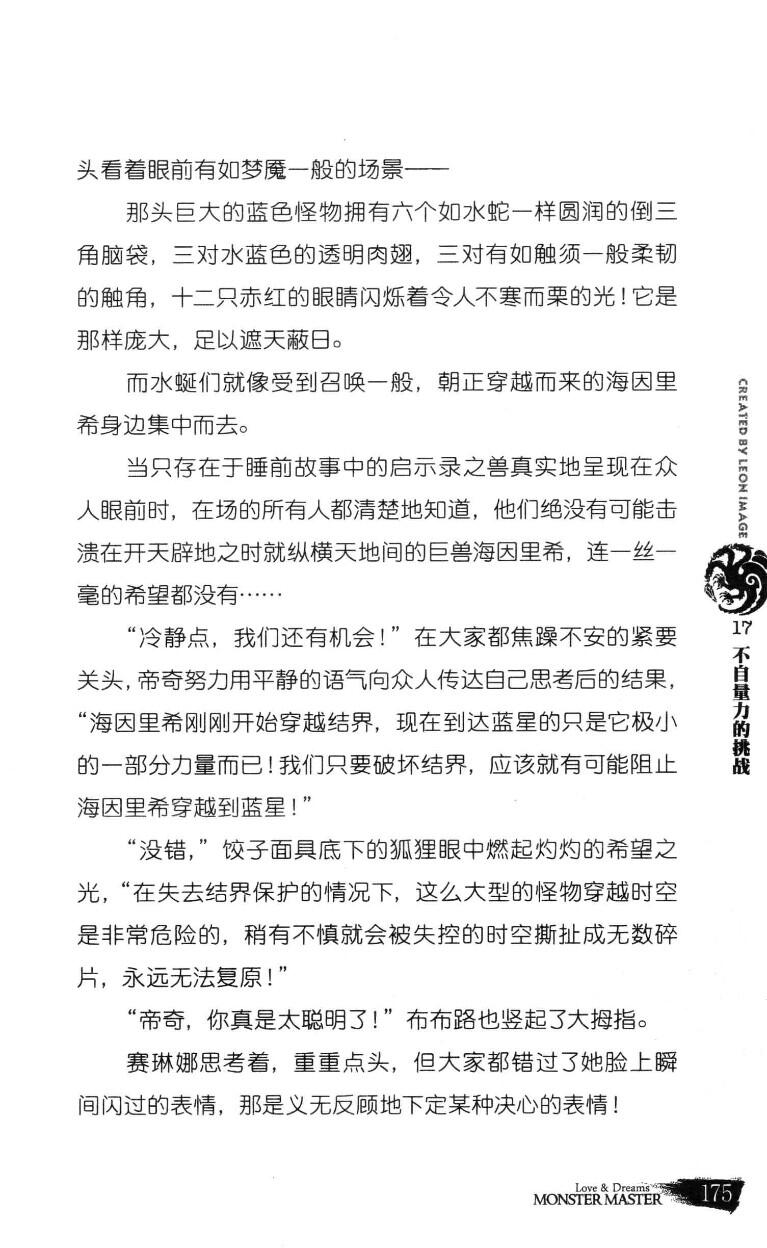 头看着眼前有如梦魇一般的场景——
那头巨大的蓝色怪物拥有六个如水蛇一样圆润的倒三
角脑袋，三对水蓝色的透明肉翅，三对有如触须一般柔韧
的触角，十二只赤红的眼睛闪烁着令人不寒而栗的光！它是
那样庞大，足以遮天蔽日。
而水蜒们就像受到召唤一般，朝正穿越而来的海因里
希身边集中而去。
当只存在于睡前故事中的启示录之兽真实地呈现在众
人眼前时，在场的所有人都清楚地知道，他们绝没有可能击
溃在开天辟地之时就纵横天地间的巨兽海因里希，连一丝一
毫的希望都没有……
“冷静点，我们还有机会！”在大家都焦躁不安的紧要
关头，帝奇努力用平静的语气向众人传达自己思考后的结果，
“海因里希刚刚开始穿越结界，现在到达蓝星的只是它极小
的一部分力量而已！我们只要破坏结界，应该就有可能阻止
海因里希穿越到蓝星！”
“没错，”饺子面具底下的狐狸眼中燃起灼灼的希望之
光，“在失去结界保护的情况下，这么大型的怪物穿越时空
是非常危险的，稍有不慎就会被失控的时空撕扯成无数碎
片，永远无法复原！”
“帝奇，你真是太聪明了！”布布路也竖起了大拇指。
赛琳娜思考着，重重点头，但大家都错过了她脸上瞬
间闪过的表情，那是义无反顾地下定某种决心的表情！
CREATED BY LEON IMAGE
17 不自量力的挑战
Love & Dreams
MONSTER MASTER 175